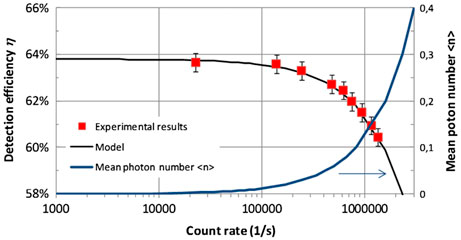 66%
64%
62%
60%
58%
Detection efficiency η
0,4
0,3
0,2
0,1
0
Mean photon number <n>
Experimental results
Model
Mean photon number <n>
1000
10000
100000
1000000
Count rate (1/s)